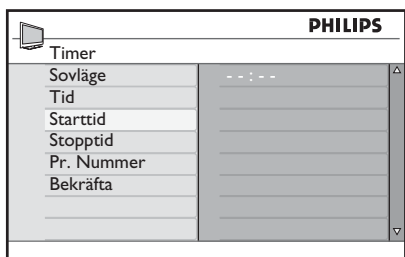 PHILIPS
Timer
Sovläge - - : - -
Tid
Starttid
Stopptid
Pr. Nummer
Bekräfta